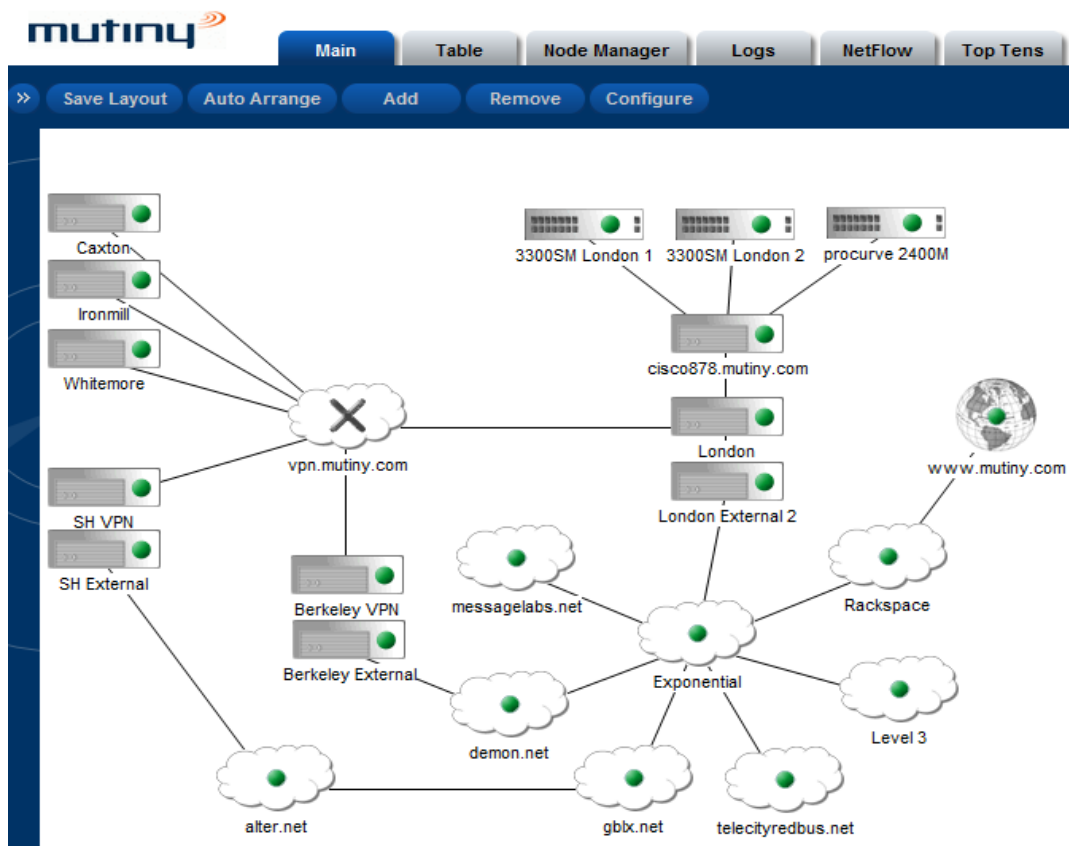 mutiny
Main
Table
Node Manager
Logs
NetFlow
Top Tens
»
Save Layout
Auto Arrange
Add
Remove
Configure
Caxton
3300SM London 1
3300SM London 2
procurve 2400M
Ironmill
cisco878.mutiny.com
Whitemore
London
vpn.mutiny.com
www.mutiny.com
SH VPN
London External 2
SH External
Berkeley VPN
messagelabs.net
Rackspace
Berkeley External
Exponential
Level 3
demon.net
alter.net
gblx.net
telecityredbus.net